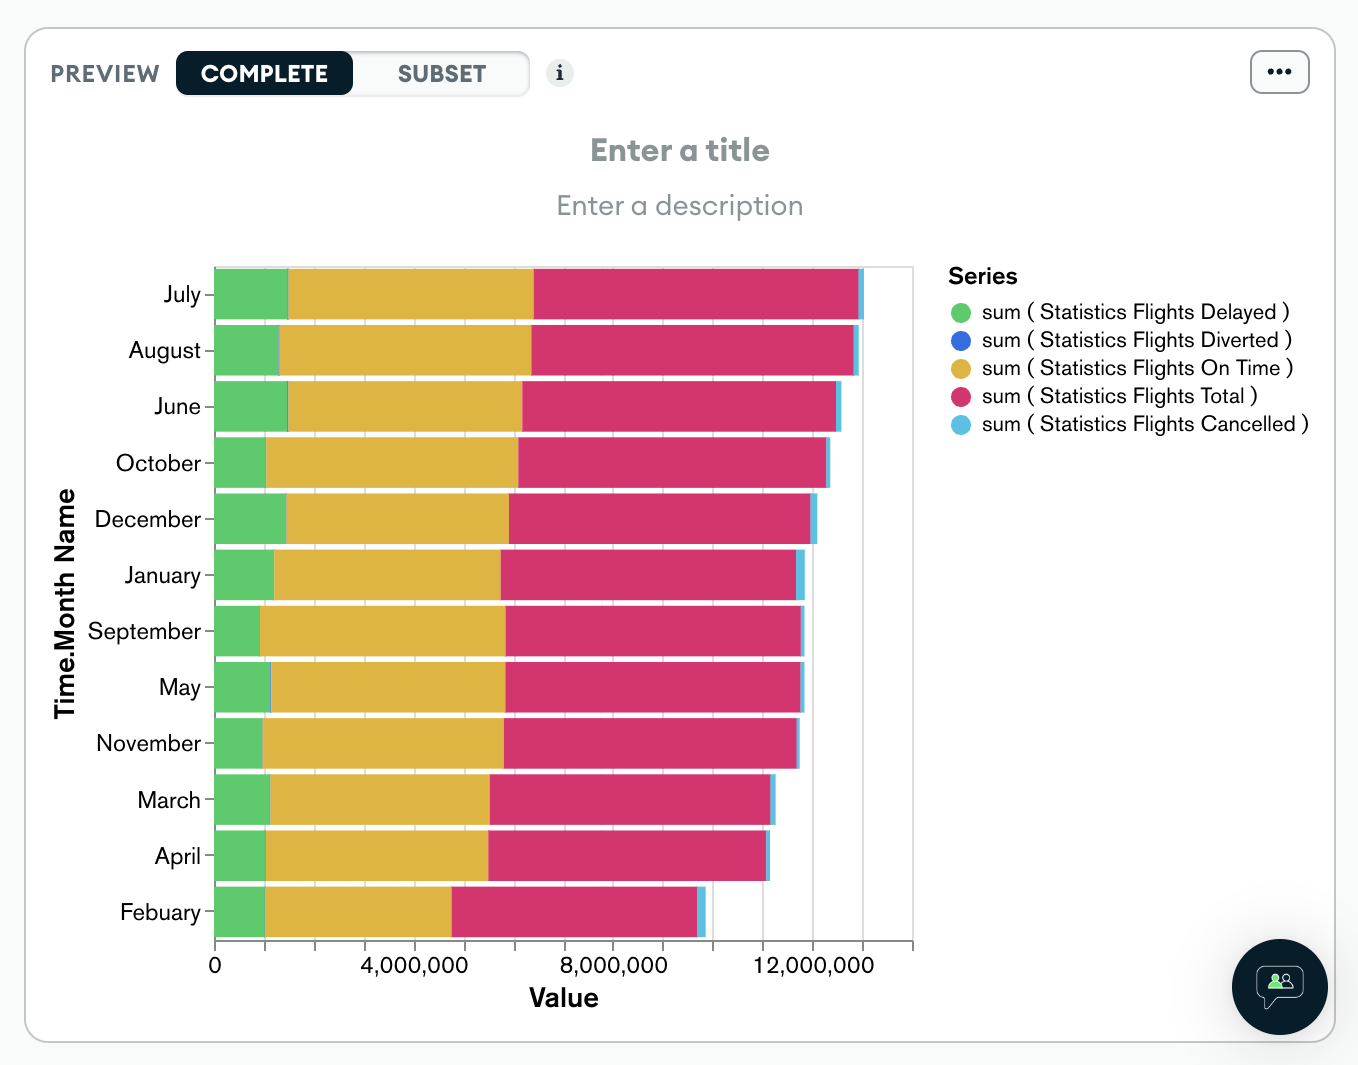 PREVIEW COMPLETE SUBSET i •••
Enter a title
Enter a description
Series
sum ( Statistics Flights Delayed )
sum ( Statistics Flights Diverted )
sum ( Statistics Flights On Time )
sum ( Statistics Flights Total )
sum ( Statistics Flights Cancelled )
Time.Month Name
July
August
June
October
December
January
September
May
November
March
April
Febuary
0 4,000,000 8,000,000 12,000,000
Value